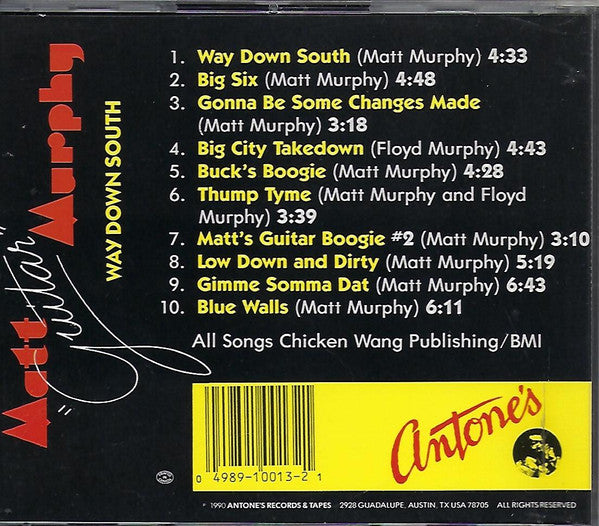 Matt
"Guitar"
Murphy
WAY DOWN SOUTH
1. Way Down South (Matt Murphy) 4:33
2. Big Six (Matt Murphy) 4:48
3. Gonna Be Some Changes Made
(Matt Murphy) 3:18
4. Big City Takedown (Floyd Murphy) 4:43
5. Buck's Boogie (Matt Murphy) 4:28
6. Thump Tyme (Matt Murphy and Floyd
Murphy) 3:39
7. Matt's Guitar Boogie #2 (Matt Murphy) 3:10
8. Low Down and Dirty (Matt Murphy) 5:19
9. Gimme Somma Dat (Matt Murphy) 6:43
10. Blue Walls (Matt Murphy) 6:11
All Songs Chicken Wang Publishing/BMI
Antone's
0 4989-10013-2 1
℗ 1990 ANTONE'S RECORDS & TAPES 2928 GUADALUPE, AUSTIN, TX USA 78705 ALL RIGHTS RESERVED